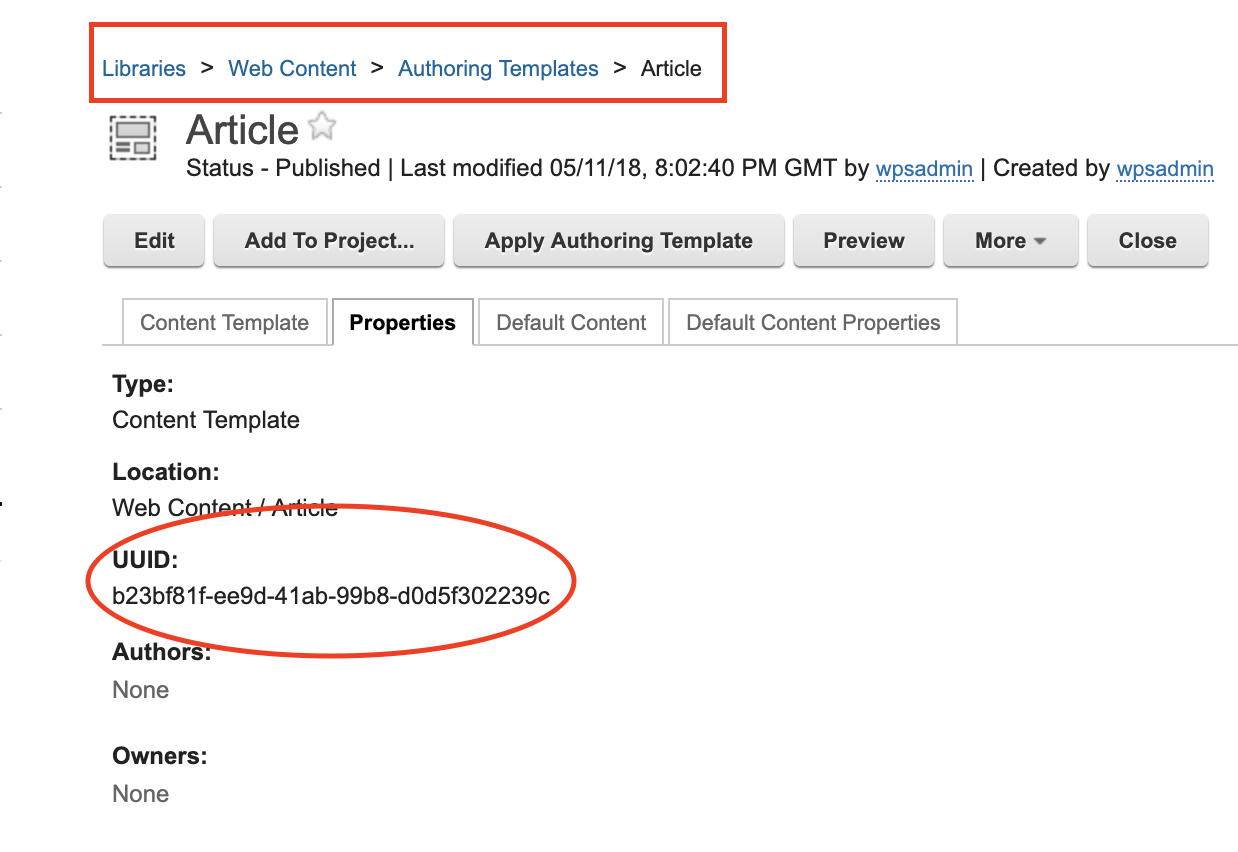 Libraries > Web Content > Authoring Templates > Article
Article
Status - Published | Last modified 05/11/18, 8:02:40 PM GMT by wpsadmin | Created by wpsadmin
Edit Add To Project... Apply Authoring Template Preview More Close
Content Template Properties Default Content Default Content Properties
Type:
Content Template
Location:
Web Content / Article
UUID:
b23bf81f-ee9d-41ab-99b8-d0d5f302239c
Authors:
None
Owners:
None